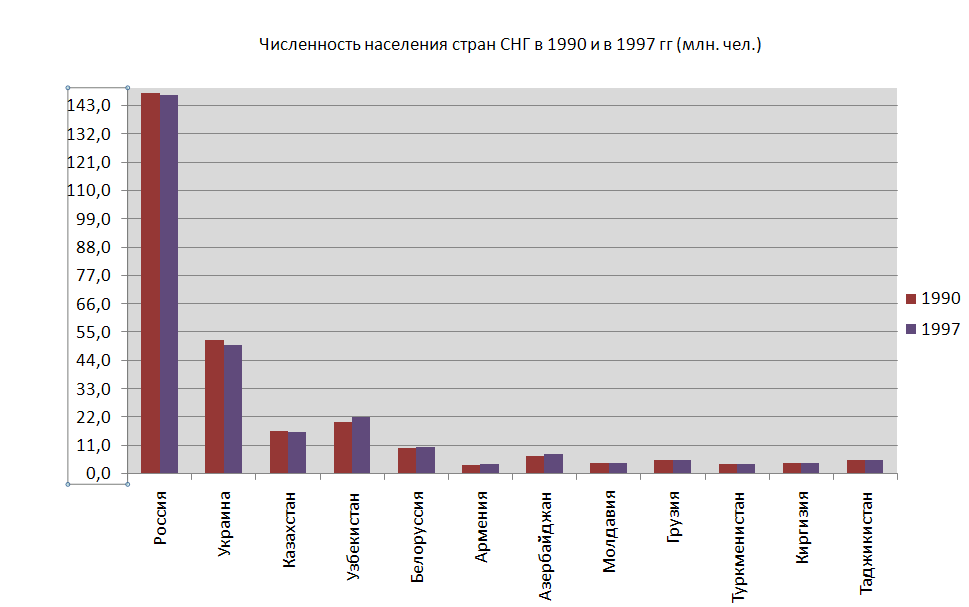 Численность населения стран СНГ в 1990 и в 1997 гг (млн. чел.)
143,0
132,0
121,0
110,0
99,0
88,0
77,0
66,0
55,0
44,0
33,0
22,0
11,0
0,0
Россия
Украина
Казахстан
Узбекистан
Белоруссия
Армения
Азербайджан
Молдавия
Грузия
Туркменистан
Киргизия
Таджикистан
1990
1997